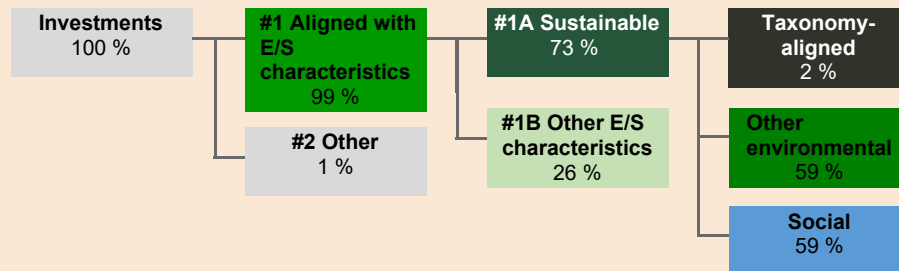 Investments
100 %
#1 Aligned with
E/S
characteristics
99 %
#2 Other
1 %
#1A Sustainable
73 %
#1B Other E/S
characteristics
26 %
Taxonomy-
aligned
2 %
Other
environmental
59 %
Social
59 %